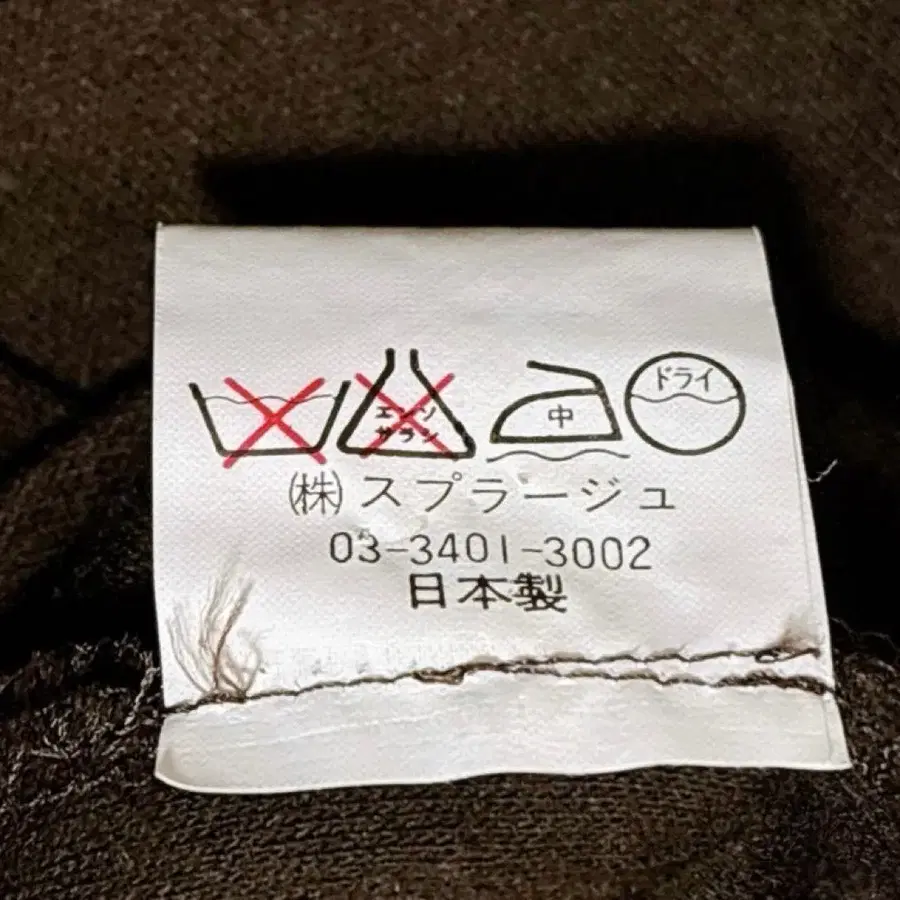 エンソ
サラシ
中
ドライ
㈱スプラージュ
03-3401-3002
日本製